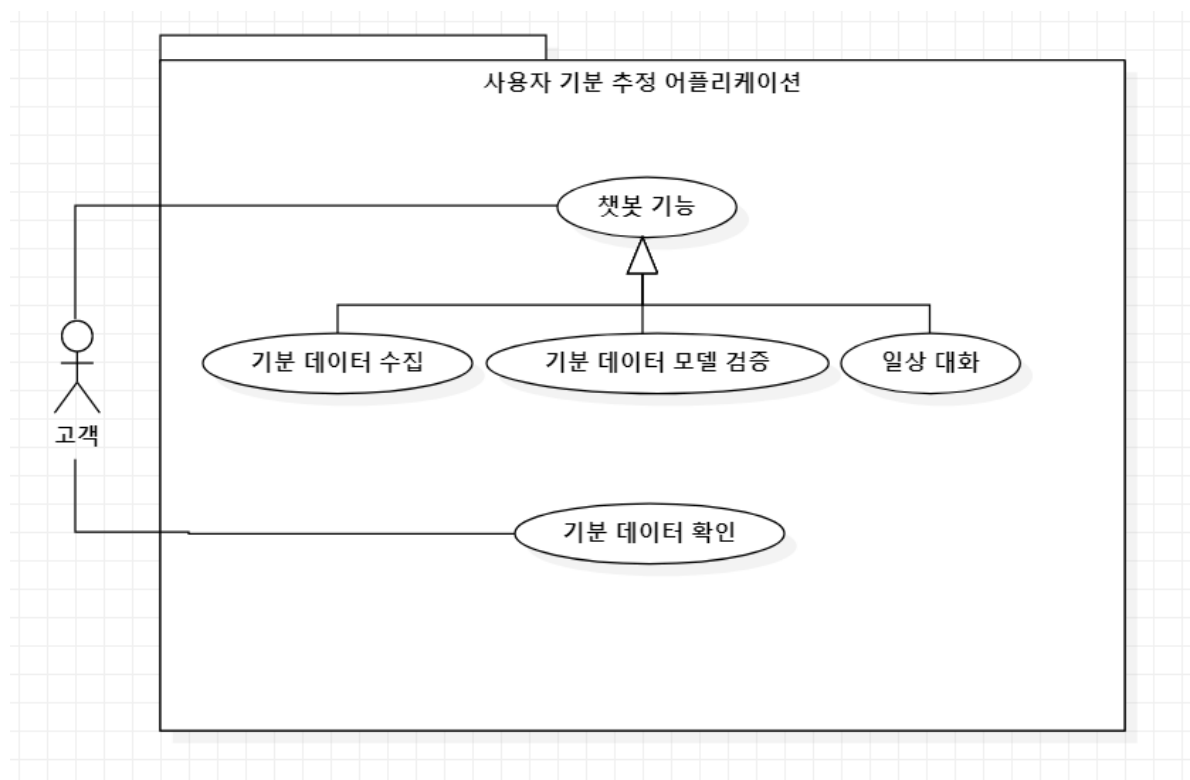 사용자 기분 추정 어플리케이션
챗봇 기능
기분 데이터 수집
기분 데이터 모델 검증
일상 대화
고객
기분 데이터 확인